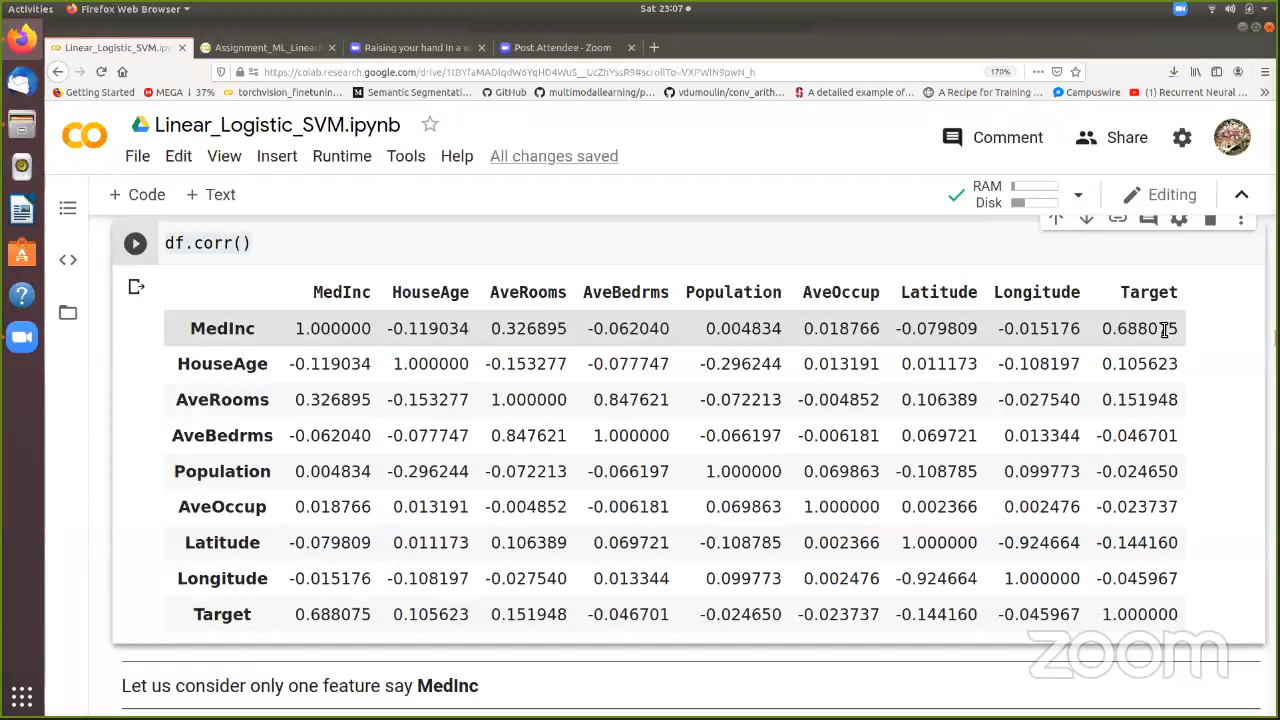 Activities Firefox Web Browser Sat 23:07
Linear_Logistic_SVM.ipy Assignment_ML_Linear Raising your hand In a w Post Attendee - Zoom
170%
Getting Started MEGA ↓ 37% torchvision_finetunin... Semantic Segmentati... GitHub multimodallearning/p... vdumoulin/conv_arith... A detailed example of... A Recipe for Training ... Campuswire (1) Recurrent Neural ...
Linear_Logistic_SVM.ipynb
Comment Share
File Edit View Insert Runtime Tools Help All changes saved
+ Code + Text RAM Disk Editing
df.corr()
MedInc HouseAge AveRooms AveBedrms Population AveOccup Latitude Longitude Target
MedInc 1.000000 -0.119034 0.326895 -0.062040 0.004834 0.018766 -0.079809 -0.015176 0.688075
HouseAge -0.119034 1.000000 -0.153277 -0.077747 -0.296244 0.013191 0.011173 -0.108197 0.105623
AveRooms 0.326895 -0.153277 1.000000 0.847621 -0.072213 -0.004852 0.106389 -0.027540 0.151948
AveBedrms -0.062040 -0.077747 0.847621 1.000000 -0.066197 -0.006181 0.069721 0.013344 -0.046701
Population 0.004834 -0.296244 -0.072213 -0.066197 1.000000 0.069863 -0.108785 0.099773 -0.024650
AveOccup 0.018766 0.013191 -0.004852 -0.006181 0.069863 1.000000 0.002366 0.002476 -0.023737
Latitude -0.079809 0.011173 0.106389 0.069721 -0.108785 0.002366 1.000000 -0.924664 -0.144160
Longitude -0.015176 -0.108197 -0.027540 0.013344 0.099773 0.002476 -0.924664 1.000000 -0.045967
Target 0.688075 0.105623 0.151948 -0.046701 -0.024650 -0.023737 -0.144160 -0.045967 1.000000
zoom
Let us consider only one feature say MedInc